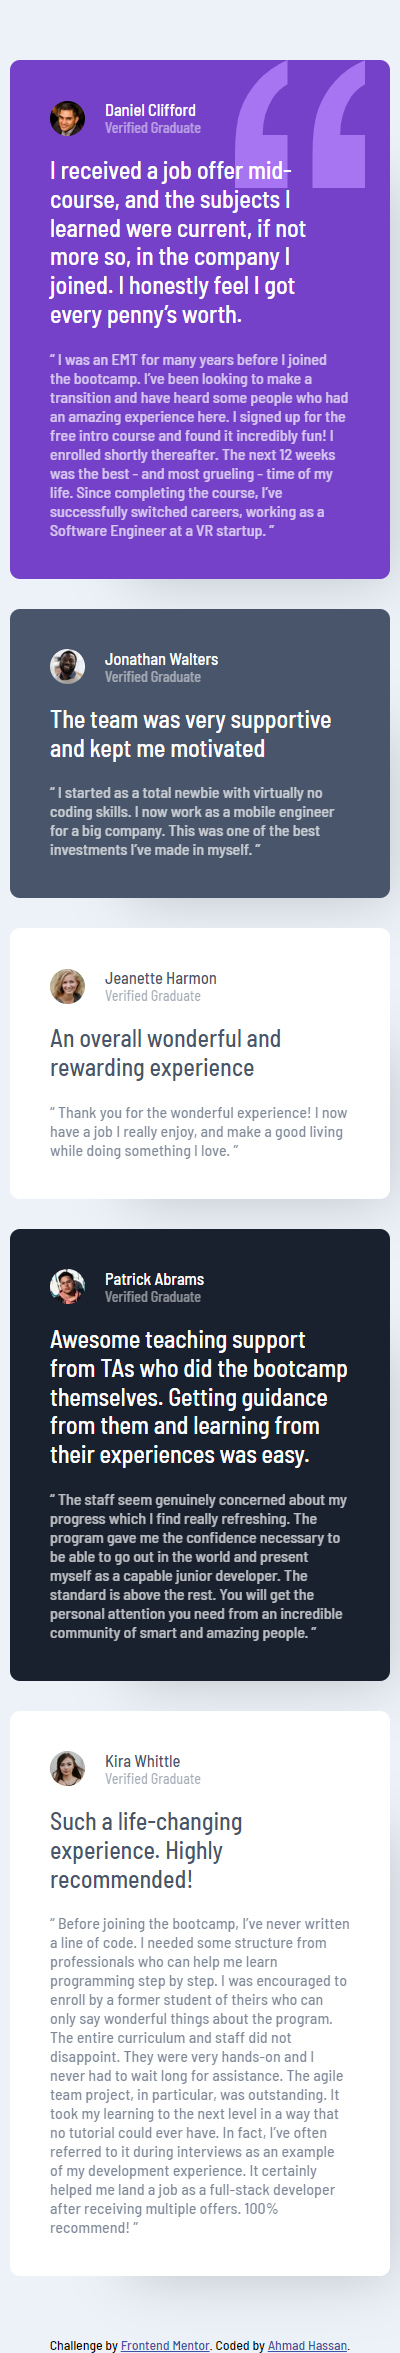 Daniel Clifford
Verified Graduate
I received a job offer mid-
course, and the subjects I
learned were current, if not
more so, in the company I
joined. I honestly feel I got
every penny’s worth.
“ I was an EMT for many years before I joined
the bootcamp. I’ve been looking to make a
transition and have heard some people who had
an amazing experience here. I signed up for the
free intro course and found it incredibly fun! I
enrolled shortly thereafter. The next 12 weeks
was the best - and most grueling - time of my
life. Since completing the course, I’ve
successfully switched careers, working as a
Software Engineer at a VR startup. ”
Jonathan Walters
Verified Graduate
The team was very supportive
and kept me motivated
“ I started as a total newbie with virtually no
coding skills. I now work as a mobile engineer
for a big company. This was one of the best
investments I’ve made in myself. ”
Jeanette Harmon
Verified Graduate
An overall wonderful and
rewarding experience
“ Thank you for the wonderful experience! I now
have a job I really enjoy, and make a good living
while doing something I love. ”
Patrick Abrams
Verified Graduate
Awesome teaching support
from TAs who did the bootcamp
themselves. Getting guidance
from them and learning from
their experiences was easy.
“ The staff seem genuinely concerned about my
progress which I find really refreshing. The
program gave me the confidence necessary to
be able to go out in the world and present
myself as a capable junior developer. The
standard is above the rest. You will get the
personal attention you need from an incredible
community of smart and amazing people. ”
Kira Whittle
Verified Graduate
Such a life-changing
experience. Highly
recommended!
“ Before joining the bootcamp, I’ve never written
a line of code. I needed some structure from
professionals who can help me learn
programming step by step. I was encouraged to
enroll by a former student of theirs who can
only say wonderful things about the program.
The entire curriculum and staff did not
disappoint. They were very hands-on and I
never had to wait long for assistance. The agile
team project, in particular, was outstanding. It
took my learning to the next level in a way that
no tutorial could ever have. In fact, I’ve often
referred to it during interviews as an example
of my development experience. It certainly
helped me land a job as a full-stack developer
after receiving multiple offers. 100%
recommend! ”
Challenge by Frontend Mentor. Coded by Ahmad Hassan.